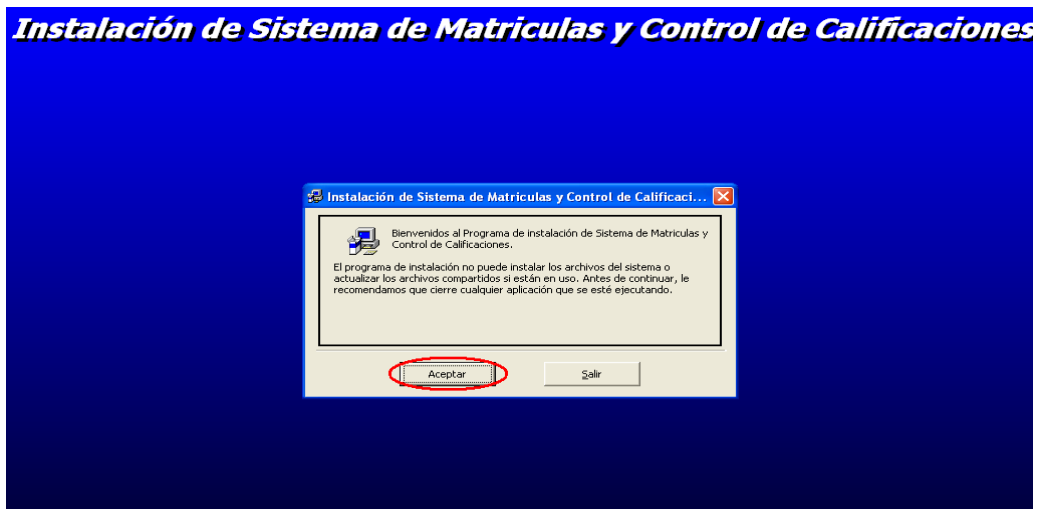 Instalación de Sistema de Matriculas y Control de Calificaciones
Instalación de Sistema de Matriculas y Control de Calificaci...
Bienvenidos al Programa de instalación de Sistema de Matriculas y
Control de Calificaciones.
El programa de instalación no puede instalar los archivos del sistema o
actualizar los archivos compartidos si están en uso. Antes de continuar, le
recomendamos que cierre cualquier aplicación que se esté ejecutando.
Aceptar Salir